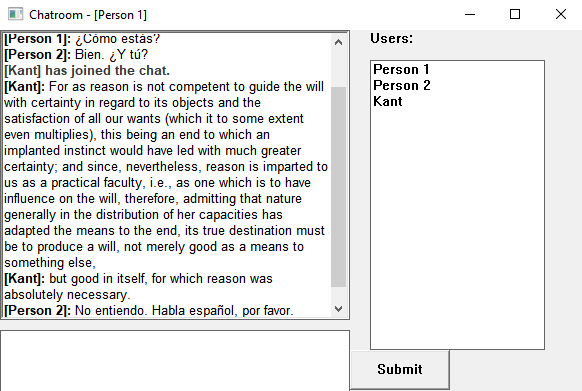 Chatroom - [Person 1]
[Person 1]: ¿Cómo estás?
[Person 2]: Bien. ¿Y tú?
[Kant] has joined the chat.
[Kant]: For as reason is not competent to guide the will
with certainty in regard to its objects and the
satisfaction of all our wants (which it to some extent
even multiplies), this being an end to which an
implanted instinct would have led with much greater
certainty; and since, nevertheless, reason is imparted to
us as a practical faculty, i.e., as one which is to have
influence on the will, therefore, admitting that nature
generally in the distribution of her capacities has
adapted the means to the end, its true destination must
be to produce a will, not merely good as a means to
something else,
[Kant]: but good in itself, for which reason was
absolutely necessary.
[Person 2]: No entiendo. Habla español, por favor.
Users:
Person 1
Person 2
Kant
Submit